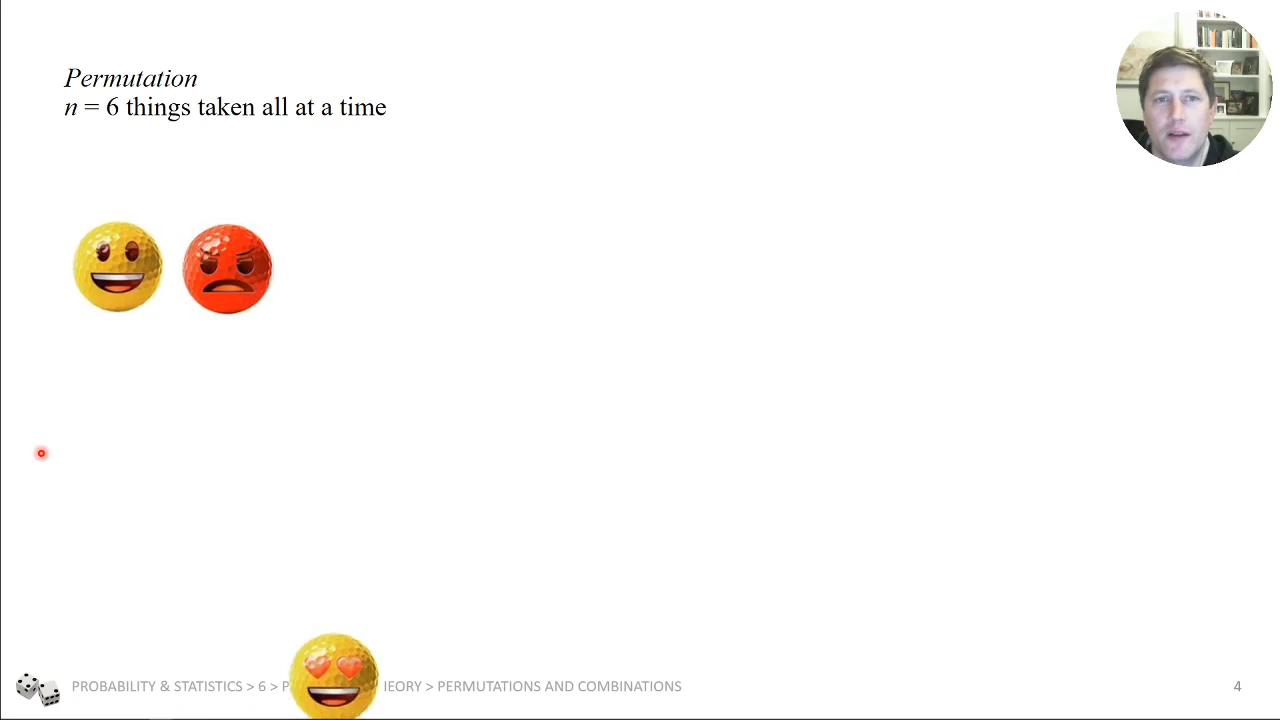 Permutation
n = 6 things taken all at a time
PROBABILITY & STATISTICS > 6 > P IEORY > PERMUTATIONS AND COMBINATIONS
4